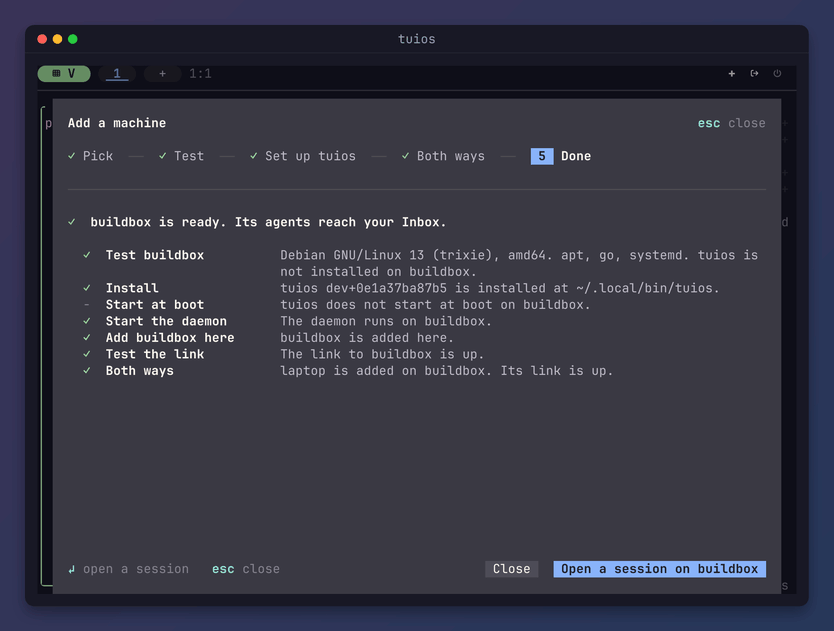 tuios
V 1 + 1:1
Add a machine esc close
✓ Pick ✓ Test ✓ Set up tuios ✓ Both ways 5 Done
✓ buildbox is ready. Its agents reach your Inbox.
✓ Test buildbox Debian GNU/Linux 13 (trixie), amd64. apt, go, systemd. tuios is
not installed on buildbox.
✓ Install tuios dev+0e1a37ba87b5 is installed at ~/.local/bin/tuios.
- Start at boot tuios does not start at boot on buildbox.
✓ Start the daemon The daemon runs on buildbox.
✓ Add buildbox here buildbox is added here.
✓ Test the link The link to buildbox is up.
✓ Both ways laptop is added on buildbox. Its link is up.
↲ open a session esc close Close Open a session on buildbox